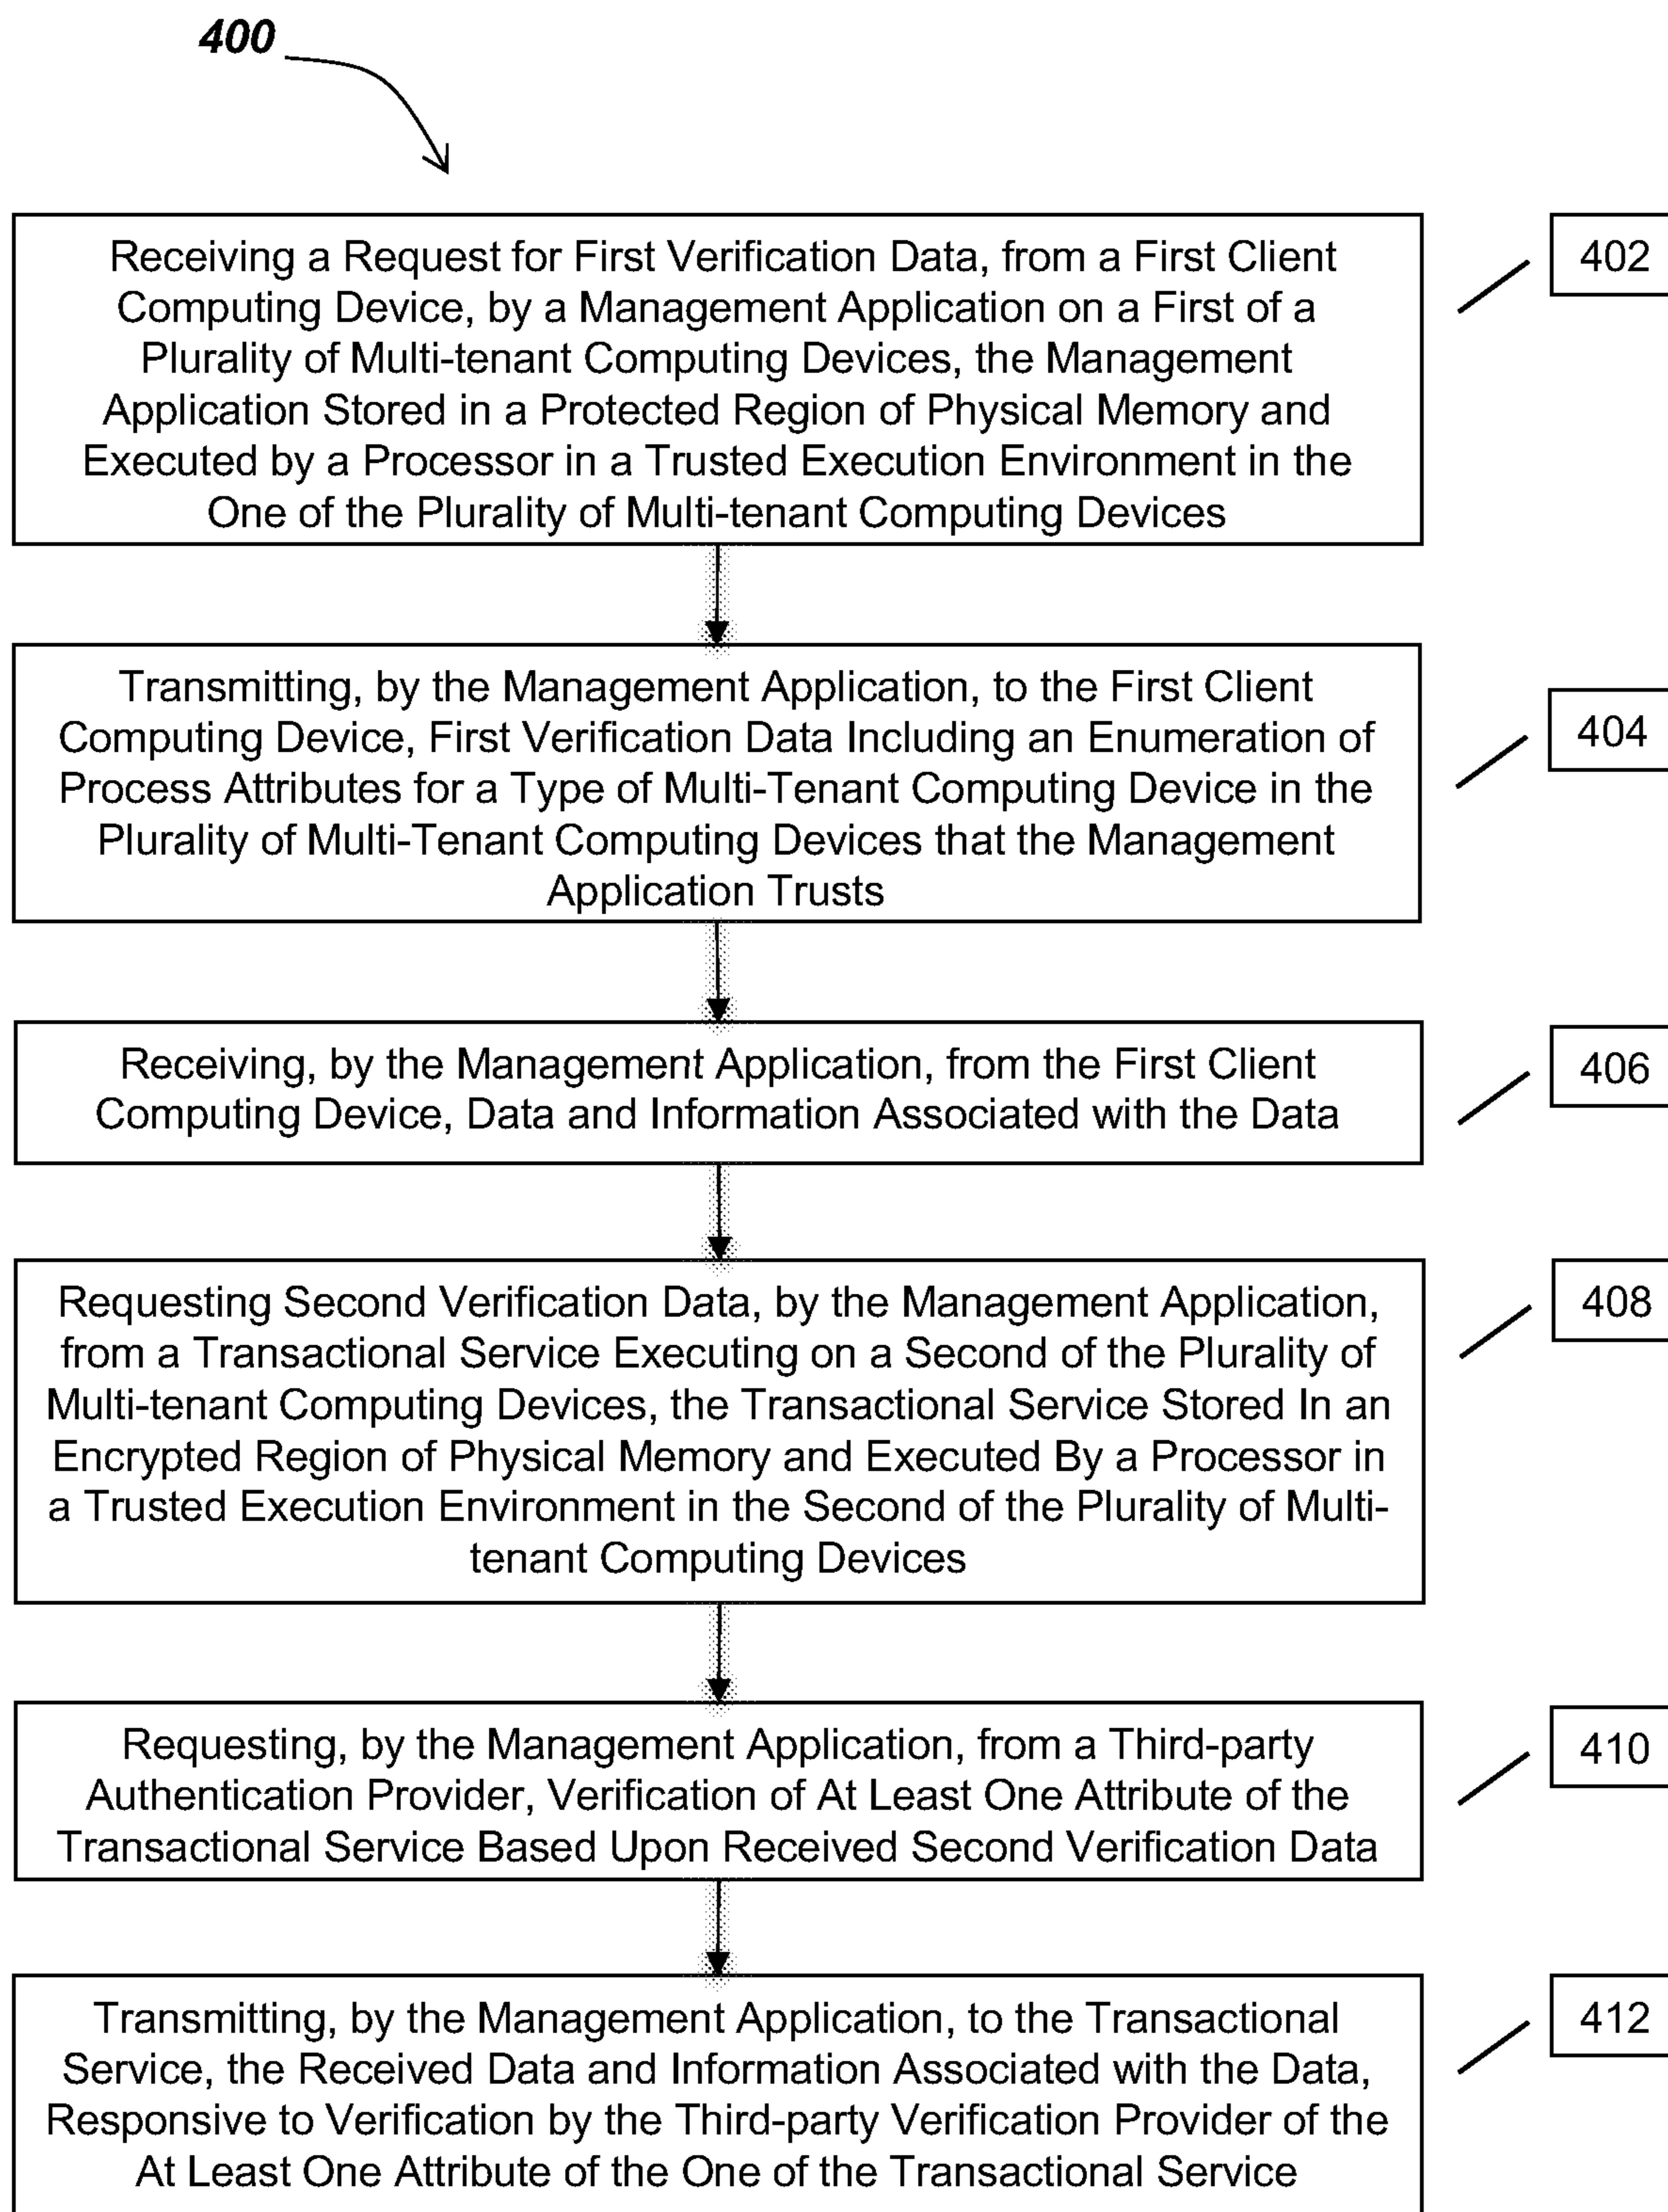 400
Receiving a Request for First Verification Data, from a First Client
Computing Device, by a Management Application on a First of a
Plurality of Multi-tenant Computing Devices, the Management
Application Stored in a Protected Region of Physical Memory and
Executed by a Processor in a Trusted Execution Environment in the
One of the Plurality of Multi-tenant Computing Devices
402
Transmitting, by the Management Application, to the First Client
Computing Device, First Verification Data Including an Enumeration of
Process Attributes for a Type of Multi-Tenant Computing Device in the
Plurality of Multi-Tenant Computing Devices that the Management
Application Trusts
404
Receiving, by the Management Application, from the First Client
Computing Device, Data and Information Associated with the Data
406
Requesting Second Verification Data, by the Management Application,
from a Transactional Service Executing on a Second of the Plurality of
Multi-tenant Computing Devices, the Transactional Service Stored In an
Encrypted Region of Physical Memory and Executed By a Processor in
a Trusted Execution Environment in the Second of the Plurality of Multi-
tenant Computing Devices
408
Requesting, by the Management Application, from a Third-party
Authentication Provider, Verification of At Least One Attribute of the
Transactional Service Based Upon Received Second Verification Data
410
Transmitting, by the Management Application, to the Transactional
Service, the Received Data and Information Associated with the Data,
Responsive to Verification by the Third-party Verification Provider of the
At Least One Attribute of the One of the Transactional Service
412